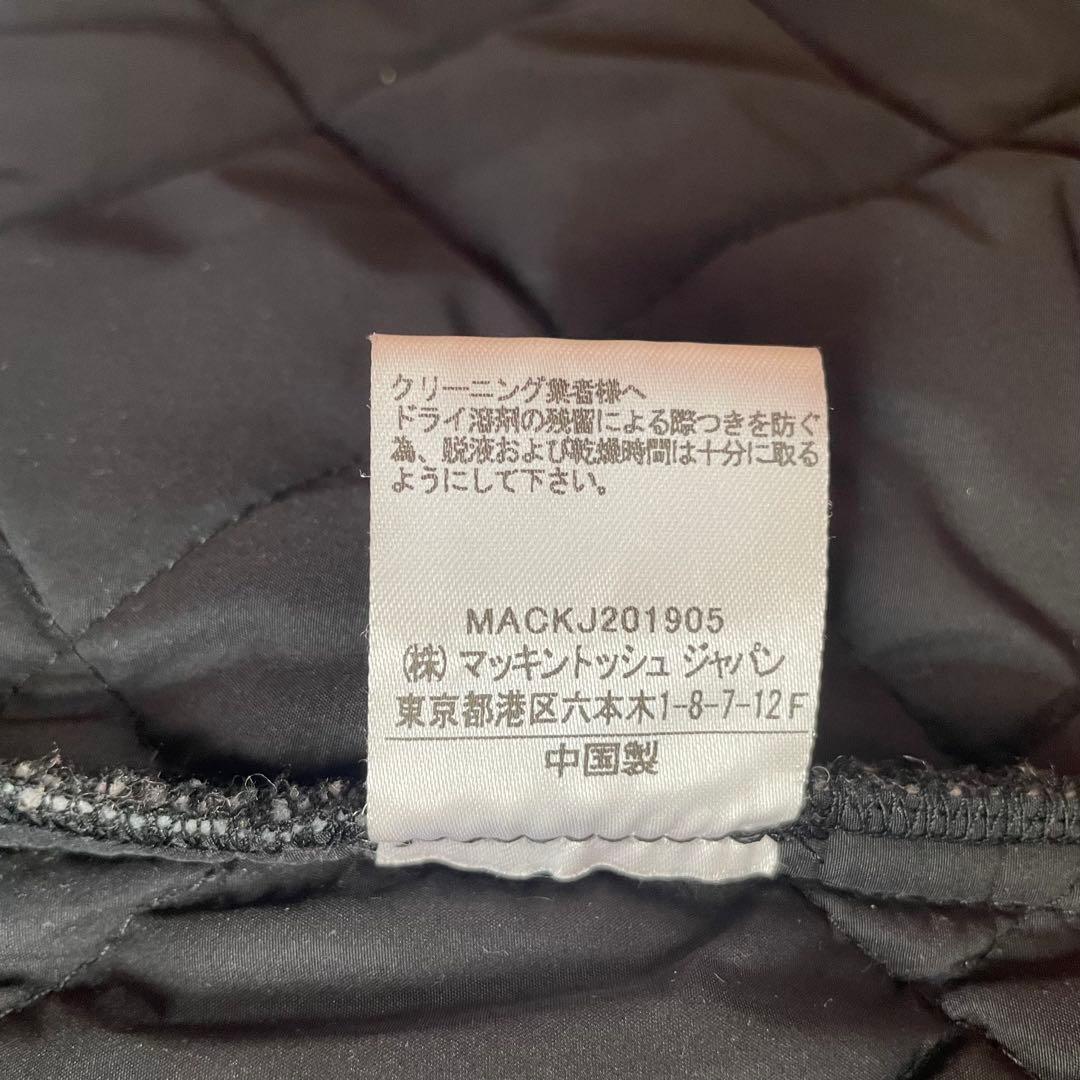 クリーニング業者様へ
ドライ溶剤の残留による際つきを防ぐ
為、脱液および乾燥時間は十分に取る
ようにして下さい。
MACKJ201905
(株)マッキントッシュ ジャパン
東京都港区六本木1-8-7-12F
中国製